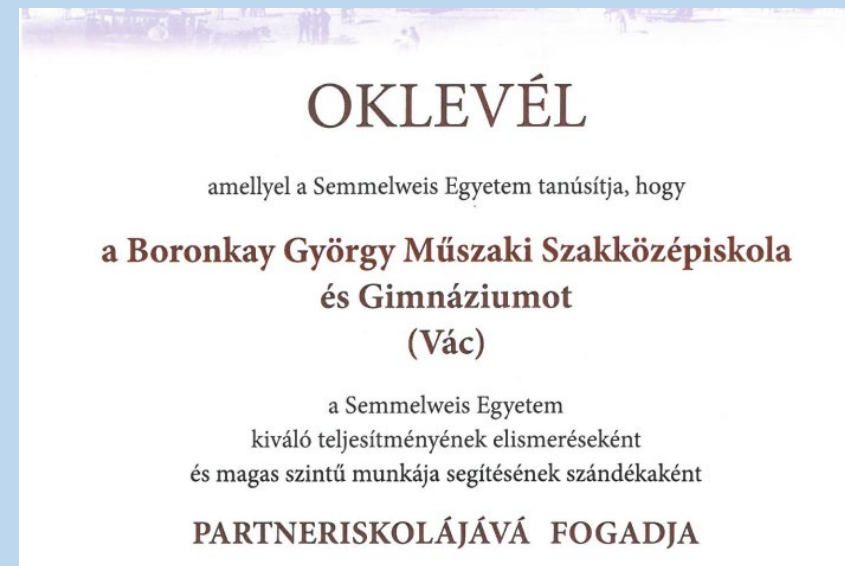 OKLEVÉL
amellyel a Semmelweis Egyetem tanúsítja, hogy
a Boronkay György Műszaki Szakközépiskola
és Gimnáziumot
(Vác)
a Semmelweis Egyetem
kiváló teljesítményének elismeréseként
és magas szintű munkája segítésének szándékaként
PARTNERISKOLÁJÁVÁ FOGADJA